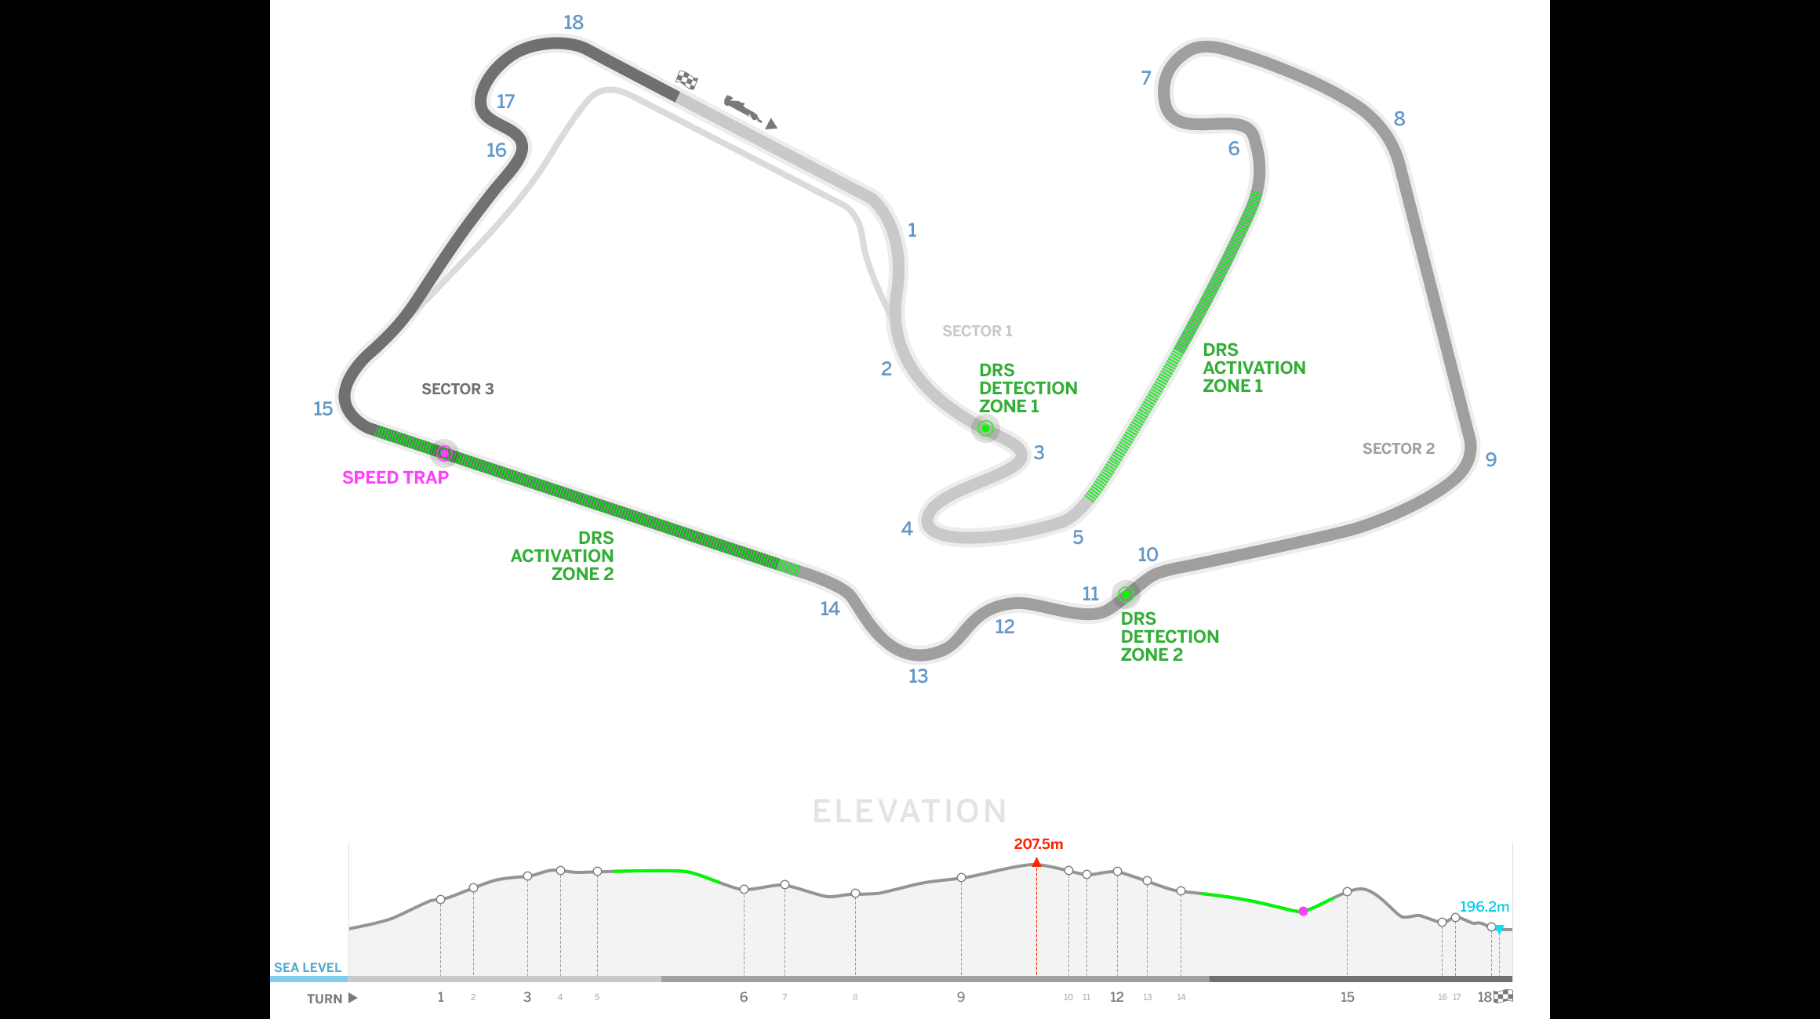 18
17
16
7
8
6
1
SECTOR 1
2
DRS
DETECTION
ZONE 1
DRS
ACTIVATION
ZONE 1
SECTOR 3
15
SPEED TRAP
3
SECTOR 2
9
4
5
DRS
ACTIVATION
ZONE 2
10
11
14
12
DRS
DETECTION
ZONE 2
13
ELEVATION
207.5m
196.2m
SEA LEVEL
TURN 1 2 3 4 5 6 7 8 9 10 11 12 13 14 15 16 17 18